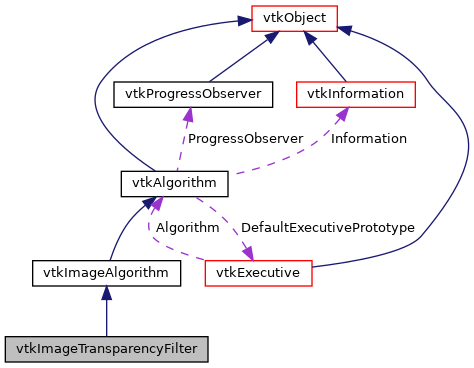 vtkObject
vtkProgressObserver
vtkInformation
ProgressObserver
Information
vtkAlgorithm
Algorithm
DefaultExecutivePrototype
vtkImageAlgorithm
vtkExecutive
vtkImageTransparencyFilter